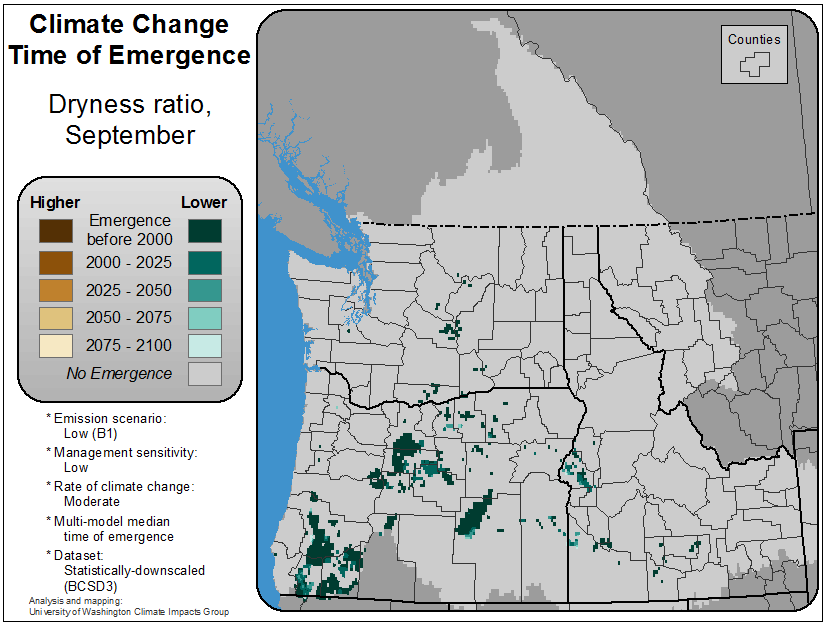 Climate Change
Time of Emergence
Dryness ratio,
September
Higher Lower
Emergence
before 2000
2000 - 2025
2025 - 2050
2050 - 2075
2075 - 2100
No Emergence
* Emission scenario:
Low (B1)
* Management sensitivity:
Low
* Rate of climate change:
Moderate
* Multi-model median
time of emergence
* Dataset:
Statistically-downscaled
(BCSD3)
Analysis and mapping:
University of Washington Climate Impacts Group
Counties